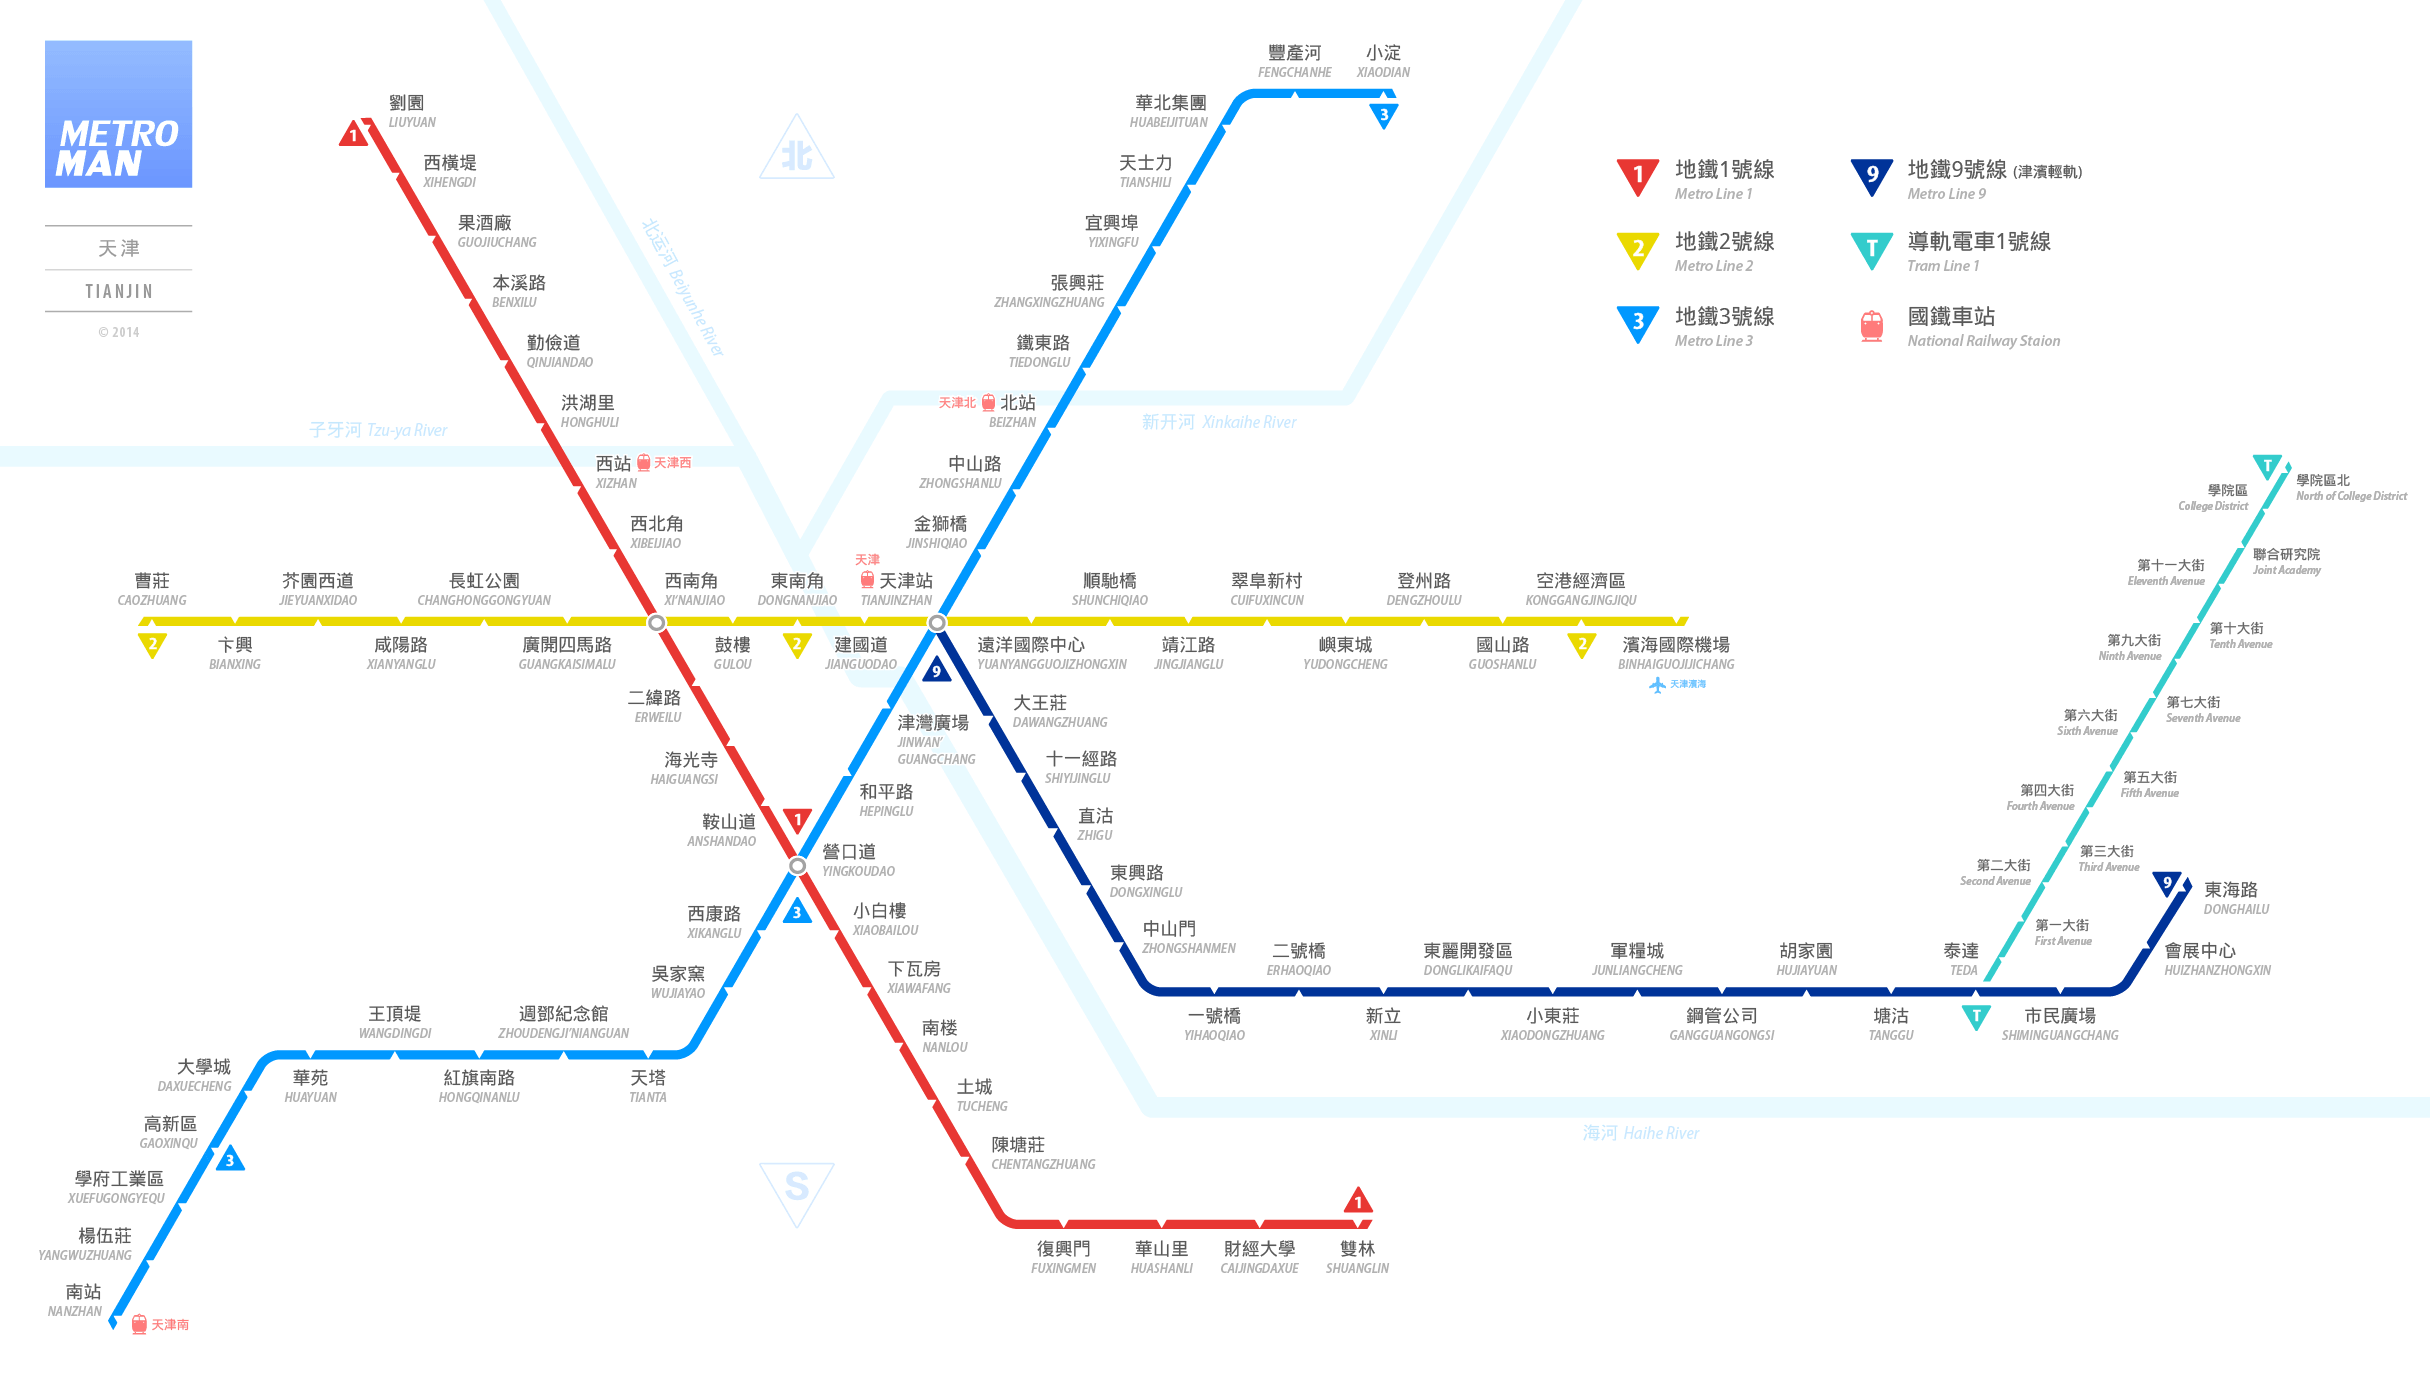 METRO
MAN
天津
TIANJIN
© 2014
北
S
地鐵1號線
Metro Line 1
地鐵2號線
Metro Line 2
地鐵3號線
Metro Line 3
地鐵9號線 (津濱輕軌)
Metro Line 9
導軌電車1號線
Tram Line 1
國鐵車站
National Railway Staion
1
2
3
9
T
北运河 Beiyunhe River
子牙河 Tzu-ya River
新开河 Xinkaihe River
海河 Haihe River
1
劉園
LIUYUAN
西橫堤
XIHENGDI
果酒廠
GUOJIUCHANG
本溪路
BENXILU
勤儉道
QINJIANDAO
洪湖里
HONGHULI
西站 天津西
XIZHAN
西北角
XIBEIJIAO
西南角
XI'NANJIAO
二緯路
ERWEILU
海光寺
HAIGUANGSI
鞍山道
ANSHANDAO
1
營口道
YINGKOUDAO
3
小白樓
XIAOBAILOU
下瓦房
XIAWAFANG
南楼
NANLOU
土城
TUCHENG
陳塘莊
CHENTANGZHUANG
復興門
FUXINGMEN
華山里
HUASHANLI
財經大學
CAIJINGDAXUE
雙林
SHUANGLIN
1
曹莊
CAOZHUANG
2
卞興
BIANXING
芥園西道
JIEYUANXIDAO
咸陽路
XIANYANGLU
長虹公園
CHANGHONGGONGYUAN
廣開四馬路
GUANGKAISIMALU
鼓樓
GULOU
東南角
DONGNANJIAO
2
建國道
JIANGUODAO
天津
天津站
TIANJINZHAN
遠洋國際中心
YUANYANGGUOJIZHONGXIN
順馳橋
SHUNCHIQIAO
靖江路
JINGJIANGLU
翠阜新村
CUIFUXINCUN
嶼東城
YUDONGCHENG
登州路
DENGZHOULU
國山路
GUOSHANLU
空港經濟區
KONGGANGJINGJIQU
2
濱海國際機場
BINHAIGUOJIJICHANG
天津濱海
小淀
XIAODIAN
3
豐產河
FENGCHANHE
華北集團
HUABEIJITUAN
天士力
TIANSHILI
宜興埠
YIXINGFU
張興莊
ZHANGXINGZHUANG
鐵東路
TIEDONGLU
天津北 北站
BEIZHAN
中山路
ZHONGSHANLU
金獅橋
JINSHIQIAO
津灣廣場
JINWAN'
GUANGCHANG
和平路
HEPINGLU
西康路
XIKANGLU
吳家窯
WUJIAYAO
天塔
TIANTA
週鄧紀念館
ZHOUDENGJI'NIANGUAN
紅旗南路
HONGQINANLU
王頂堤
WANGDINGDI
華苑
HUAYUAN
大學城
DAXUECHENG
高新區
GAOXINQU
3
學府工業區
XUEFUGONGYEQU
楊伍莊
YANGWUZHUANG
南站
NANZHAN
天津南
9
大王莊
DAWANGZHUANG
十一經路
SHIYIJINGLU
直沽
ZHIGU
東興路
DONGXINGLU
中山門
ZHONGSHANMEN
一號橋
YIHAOQIAO
二號橋
ERHAOQIAO
新立
XINLI
東麗開發區
DONGLIKAIFAQU
小東莊
XIAODONGZHUANG
軍糧城
JUNLIANGCHENG
鋼管公司
GANGGUANGONGSI
胡家園
HUJIAYUAN
塘沽
TANGGU
泰達
TEDA
T
市民廣場
SHIMINGUANGCHANG
會展中心
HUIZHANZHONGXIN
9
東海路
DONGHAILU
T
學院區北
North of College District
學院區
College District
聯合研究院
Joint Academy
第十一大街
Eleventh Avenue
第十大街
Tenth Avenue
第九大街
Ninth Avenue
第七大街
Seventh Avenue
第六大街
Sixth Avenue
第五大街
Fifth Avenue
第四大街
Fourth Avenue
第三大街
Third Avenue
第二大街
Second Avenue
第一大街
First Avenue